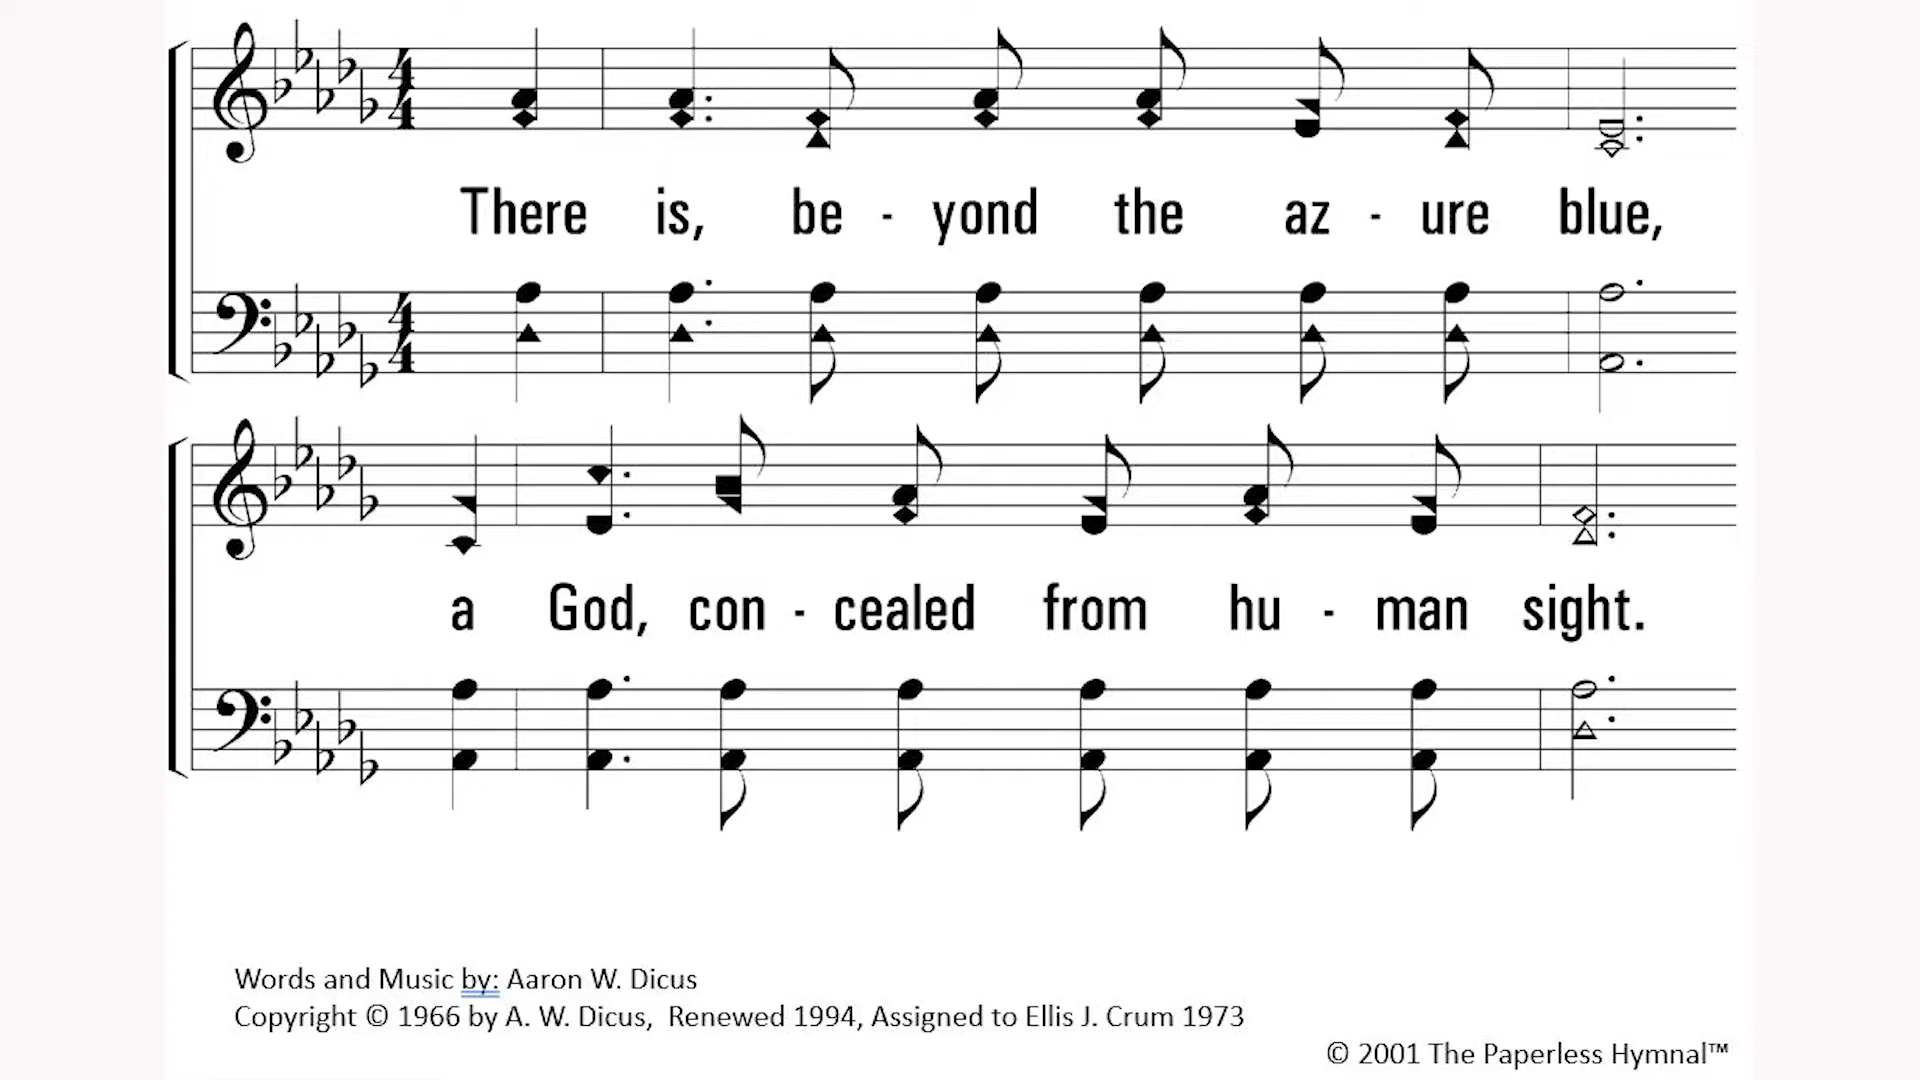 There is, be - yond the az - ure blue,
a God, con - cealed from hu - man sight.
Words and Music by: Aaron W. Dicus
Copyright © 1966 by A. W. Dicus, Renewed 1994, Assigned to Ellis J. Crum 1973
© 2001 The Paperless Hymnal™